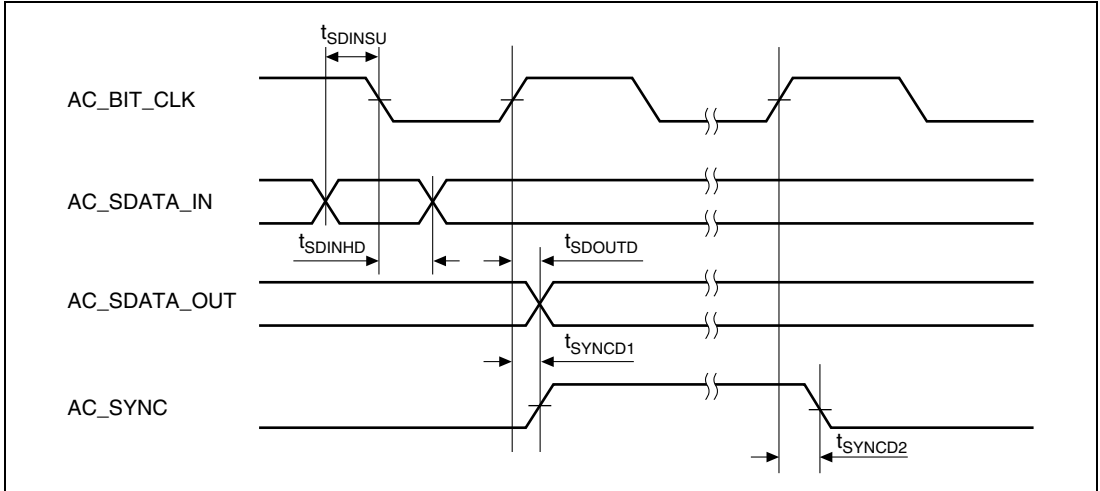 tSDINSU
AC_BIT_CLK
AC_SDATA_IN
tSDINHD
tSDOUTD
AC_SDATA_OUT
tSYNCD1
AC_SYNC
tSYNCD2